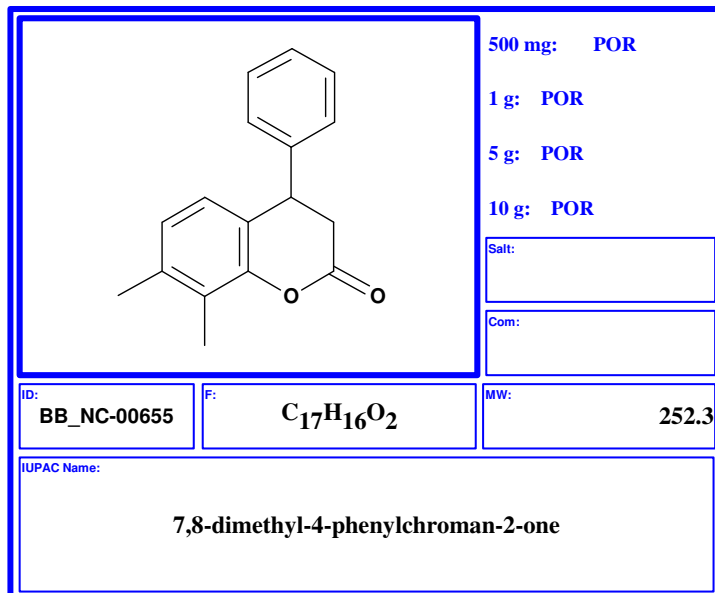 500 mg: POR
1 g: POR
5 g: POR
10 g: POR
O
O
Salt:
Com:
ID:
BB_NC-00655
F:
C17H16O2
MW:
252.3
IUPAC Name:
7,8-dimethyl-4-phenylchroman-2-one